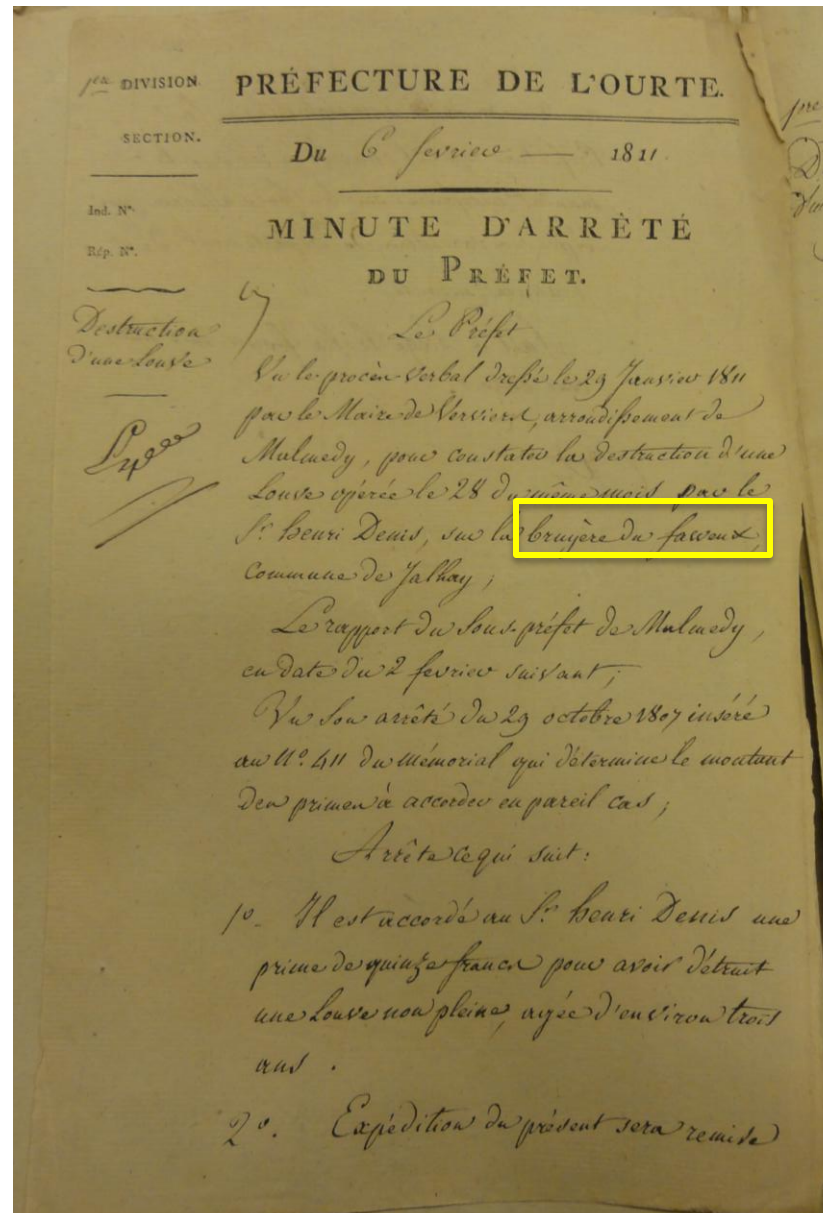 1ère DIVISION.
SECTION.
Ind. N°.
Rép. N°.
Destruction
d'une Louve
PRÉFECTURE DE L'OURTE.
Du 6 fevrier — 1811.
MINUTE D'ARRÊTÉ
DU PRÉFET.
Le Préfet
Vu le procès-verbal dressé le 29 Janvier 1811
par le Maire de Verviers, arrondissement de
Malmedy, pour constater la destruction d'une
Louve opérée le 28 du même mois par le
Sr. henri Denis, sur la bruyère du faweux,
Commune de Jalhay ;
Le rapport du Sous-préfet de Malmedy,
en date du 2 fevrier suivant ;
Vu Son arrêté du 29 octobre 1807 inséré
au N°. 411 du mémorial qui détermine le montant
des primes à accorder en pareil cas ;
Arrête ce qui suit :
1°. Il est accordé au Sr. henri Denis une
prime de quinze francs pour avoir détruit
une Louve non pleine, agée d'environ trois
ans .
2°. Expédition du présent sera remise